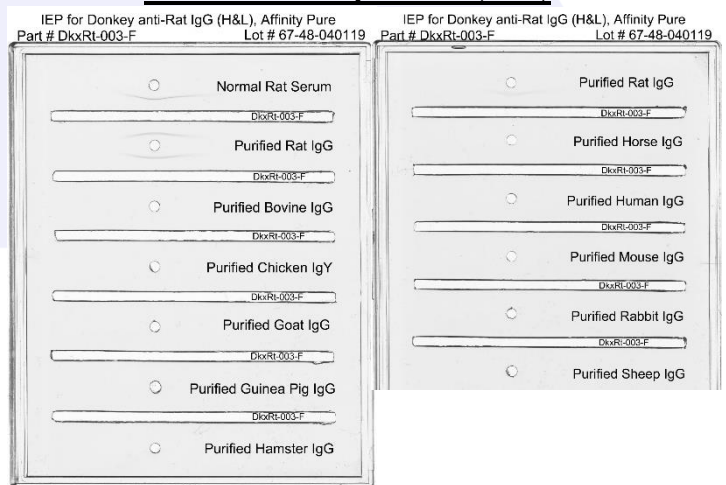 IEP for Donkey anti-Rat IgG (H&L), Affinity Pure
Part # DkxRt-003-F Lot # 67-48-040119
Normal Rat Serum
DkxRt-003-F
Purified Rat IgG
DkxRt-003-F
Purified Bovine IgG
DkxRt-003-F
Purified Chicken IgY
DkxRt-003-F
Purified Goat IgG
DkxRt-003-F
Purified Guinea Pig IgG
DkxRt-003-F
Purified Hamster IgG
IEP for Donkey anti-Rat IgG (H&L), Affinity Pure
Part # DkxRt-003-F Lot # 67-48-040119
Purified Rat IgG
DkxRt-003-F
Purified Horse IgG
DkxRt-003-F
Purified Human IgG
DkxRt-003-F
Purified Mouse IgG
DkxRt-003-F
Purified Rabbit IgG
DkxRt-003-F
Purified Sheep IgG